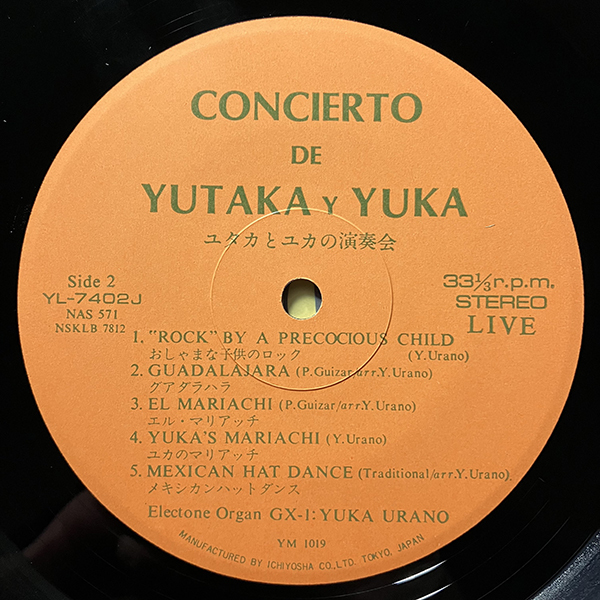 CONCIERTO
DE
YUTAKA Y YUKA
ユタカとユカの演奏会
Side 2
YL-7402J
NAS 571
NSKLB 7812
33⅓ r.p.m.
STEREO
LIVE
1. "ROCK" BY A PRECOCIOUS CHILD
おしゃまな子供のロック (Y. Urano)
2. GUADALAJARA (P. Guizar/arr. Y. Urano)
グアダラハラ
3. EL MARIACHI (P. Guizar/arr. Y. Urano)
エル・マリアッチ
4. YUKA'S MARIACHI (Y. Urano)
ユカのマリアッチ
5. MEXICAN HAT DANCE (Traditional/arr. Y. Urano).
メキシカンハットダンス
Electone Organ GX-1: YUKA URANO
YM 1019
MANUFACTURED BY ICHIYOSHA CO., LTD. TOKYO, JAPAN